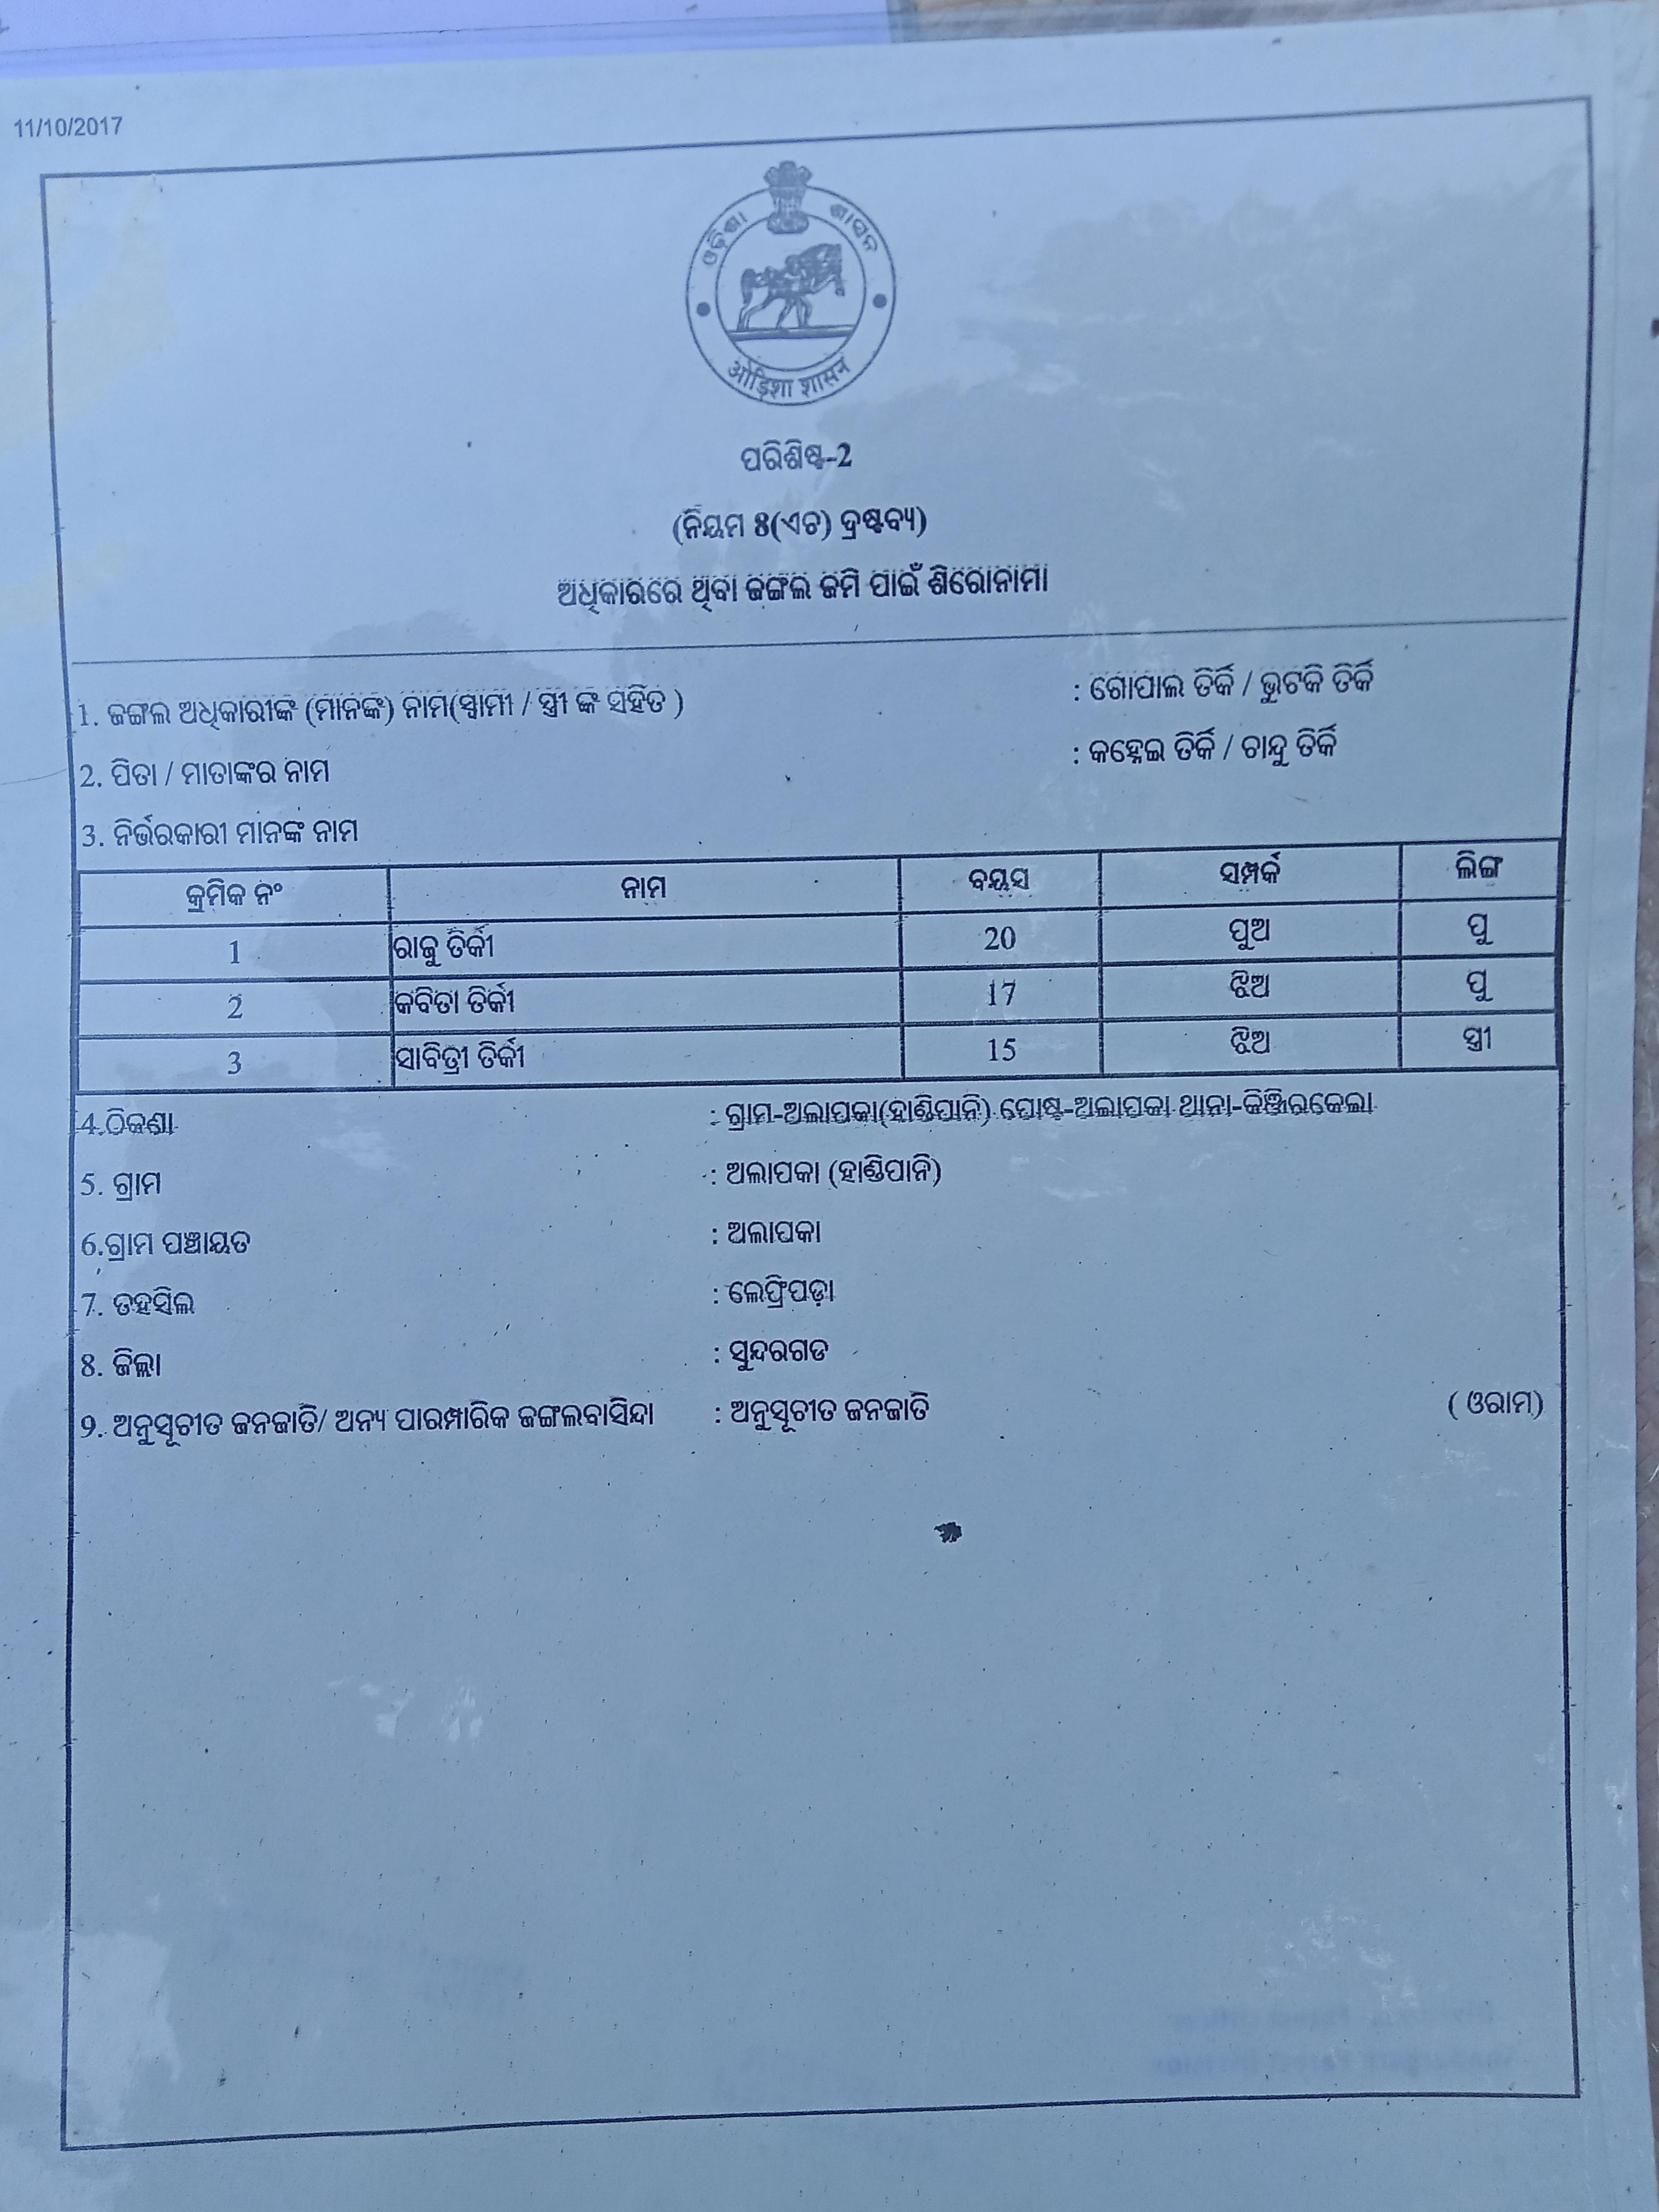 11/10/2017
ଓଡ଼ିଶା ଶାସନ
ओड़िशा शासन
ପରିଶିଷ୍ଟ-2
(ନିୟମ 8(ଏଚ) ଦ୍ରଷ୍ଟବ୍ୟ)
ଅଧିକାରରେ ଥିବା ଜଙ୍ଗଲ ଜମି ପାଇଁ ଶିରୋନାମା
1. ଜଙ୍ଗଲ ଅଧିକାରୀଙ୍କ (ମାନଙ୍କ) ନାମ(ସ୍ୱାମୀ / ସ୍ତ୍ରୀ ଙ୍କ ସହିତ ) : ଗୋପାଲ ତିର୍କି / ଭୁଟକି ତିର୍କି
2. ପିତା / ମାତାଙ୍କର ନାମ : କହ୍ନେଇ ତିର୍କି / ଚାନ୍ଦୁ ତିର୍କି
3. ନିର୍ଭରକାରୀ ମାନଙ୍କ ନାମ
କ୍ରମିକ ନଂ ନାମ ବୟସ ସମ୍ପର୍କ ଲିଙ୍ଗ
1 ରାଜୁ ତିର୍କୀ 20 ପୁଅ ପୁ
2 କବିତା ତିର୍କୀ 17 ଝିଅ ପୁ
3 ସାବିତ୍ରୀ ତିର୍କୀ 15 ଝିଅ ସ୍ତ୍ରୀ
4.ଠିକଣା : ଗ୍ରାମ-ଅଲାପକା(ହାଣ୍ଡିପାନି) ପୋଷ୍ଟ-ଅଲାପକା ଥାନା-କିଞ୍ଜିରକେଲା
5. ଗ୍ରାମ : ଅଲାପକା (ହାଣ୍ଡିପାନି)
6.ଗ୍ରାମ ପଞ୍ଚାୟତ : ଅଲାପକା
7. ତହସିଲ : ଲେଫ୍ରିପଡ଼ା
8. ଜିଲ୍ଲା : ସୁନ୍ଦରଗଡ
9. ଅନୁସୂଚୀତ ଜନଜାତି/ ଅନ୍ୟ ପାରମ୍ପାରିକ ଜଙ୍ଗଲବାସିନ୍ଦା : ଅନୁସୂଚୀତ ଜନଜାତି ( ଓରାମ)